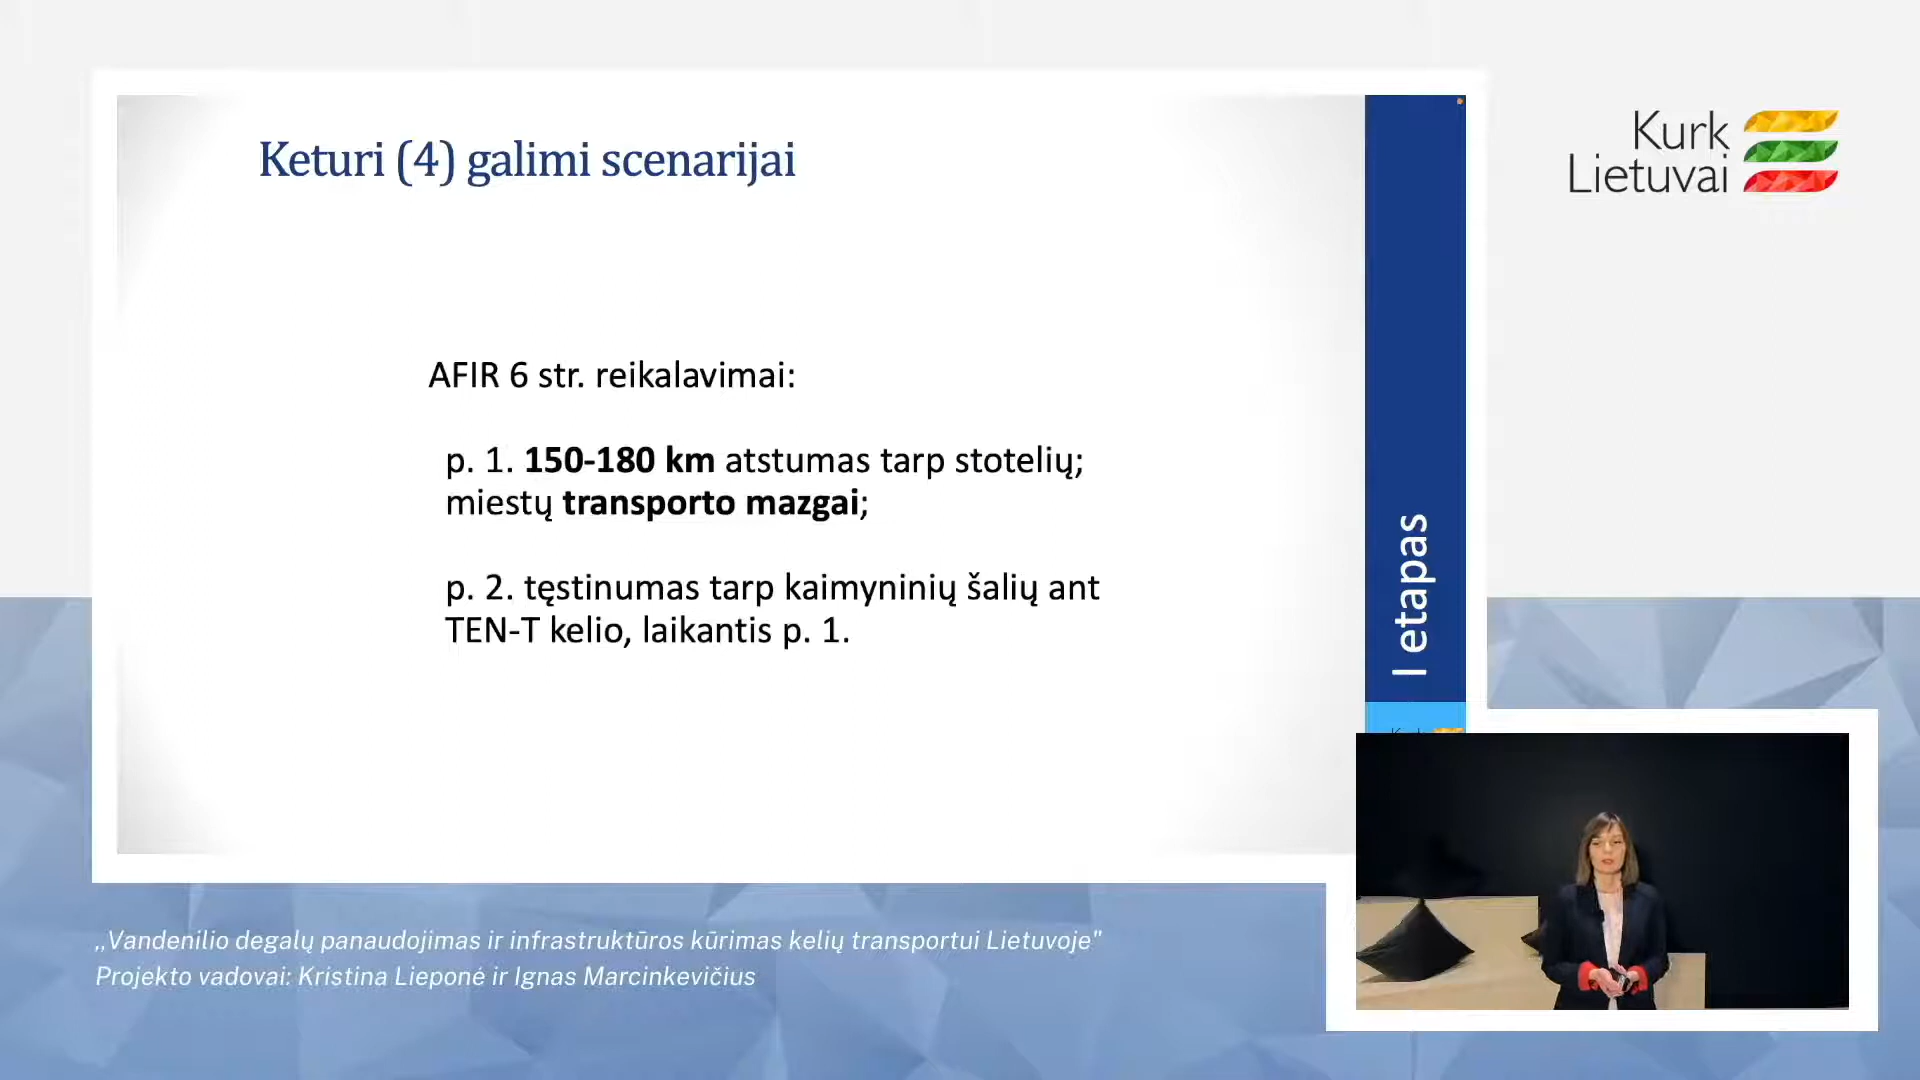 Keturi (4) galimi scenarijai
AFIR 6 str. reikalavimai:
p. 1. 150-180 km atstumas tarp stotelių;
miestų transporto mazgai;
p. 2. tęstinumas tarp kaimyninių šalių ant
TEN-T kelio, laikantis p. 1.
I etapas
Kurk
Lietuvai
,,Vandenilio degalų panaudojimas ir infrastruktūros kūrimas kelių transportui Lietuvoje"
Projekto vadovai: Kristina Lieponė ir Ignas Marcinkevičius